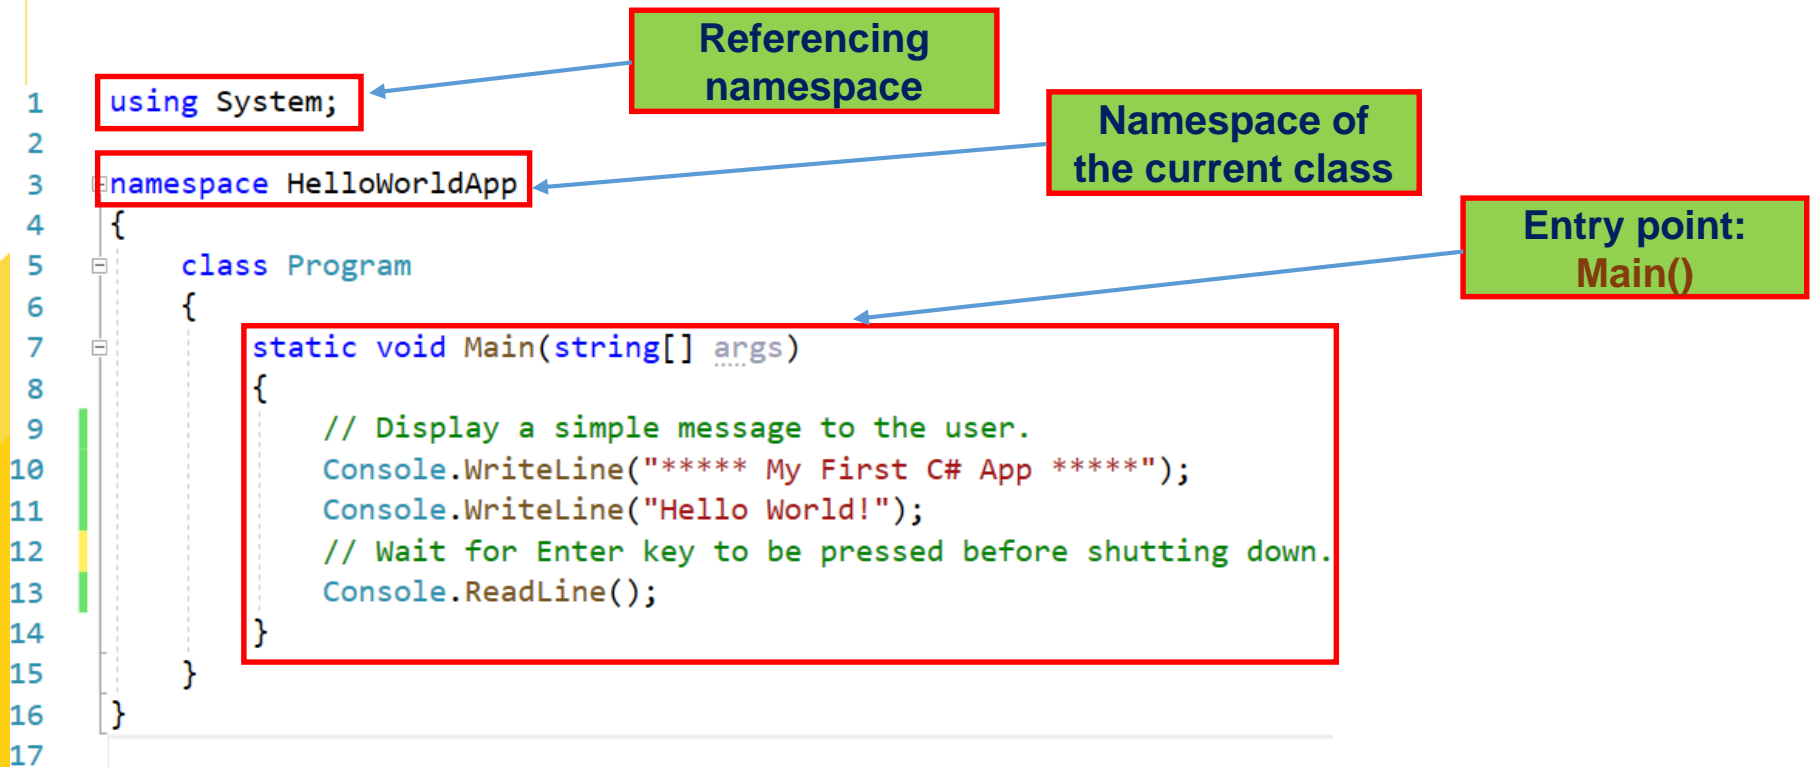 Referencing
namespace
Namespace of
the current class
Entry point:
Main()
1 using System;
2
3 namespace HelloWorldApp
4 {
5 class Program
6 {
7 static void Main(string[] args)
8 {
9 // Display a simple message to the user.
10 Console.WriteLine("***** My First C# App *****");
11 Console.WriteLine("Hello World!");
12 // Wait for Enter key to be pressed before shutting down.
13 Console.ReadLine();
14 }
15 }
16 }
17